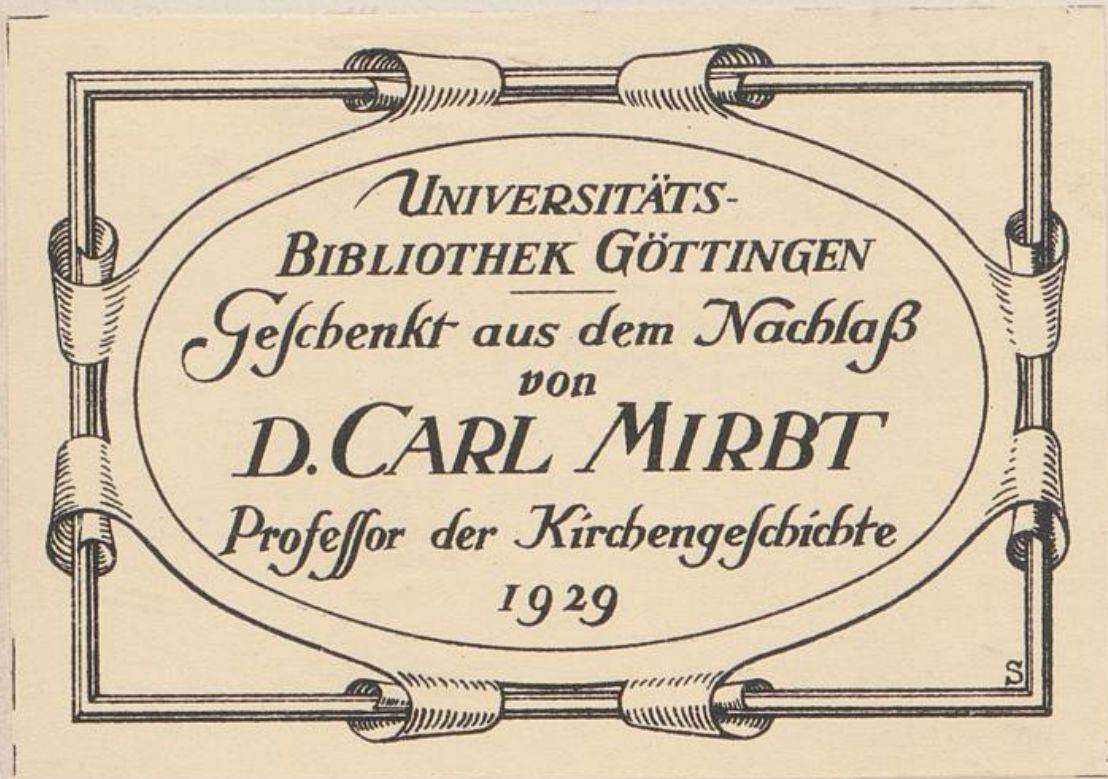 UNIVERSITÄTS-
BIBLIOTHEK GÖTTINGEN
Geſchenkt aus dem Nachlaß
von
D. CARL MIRBT
Profeſſor der Kirchengeſchichte
1929
S